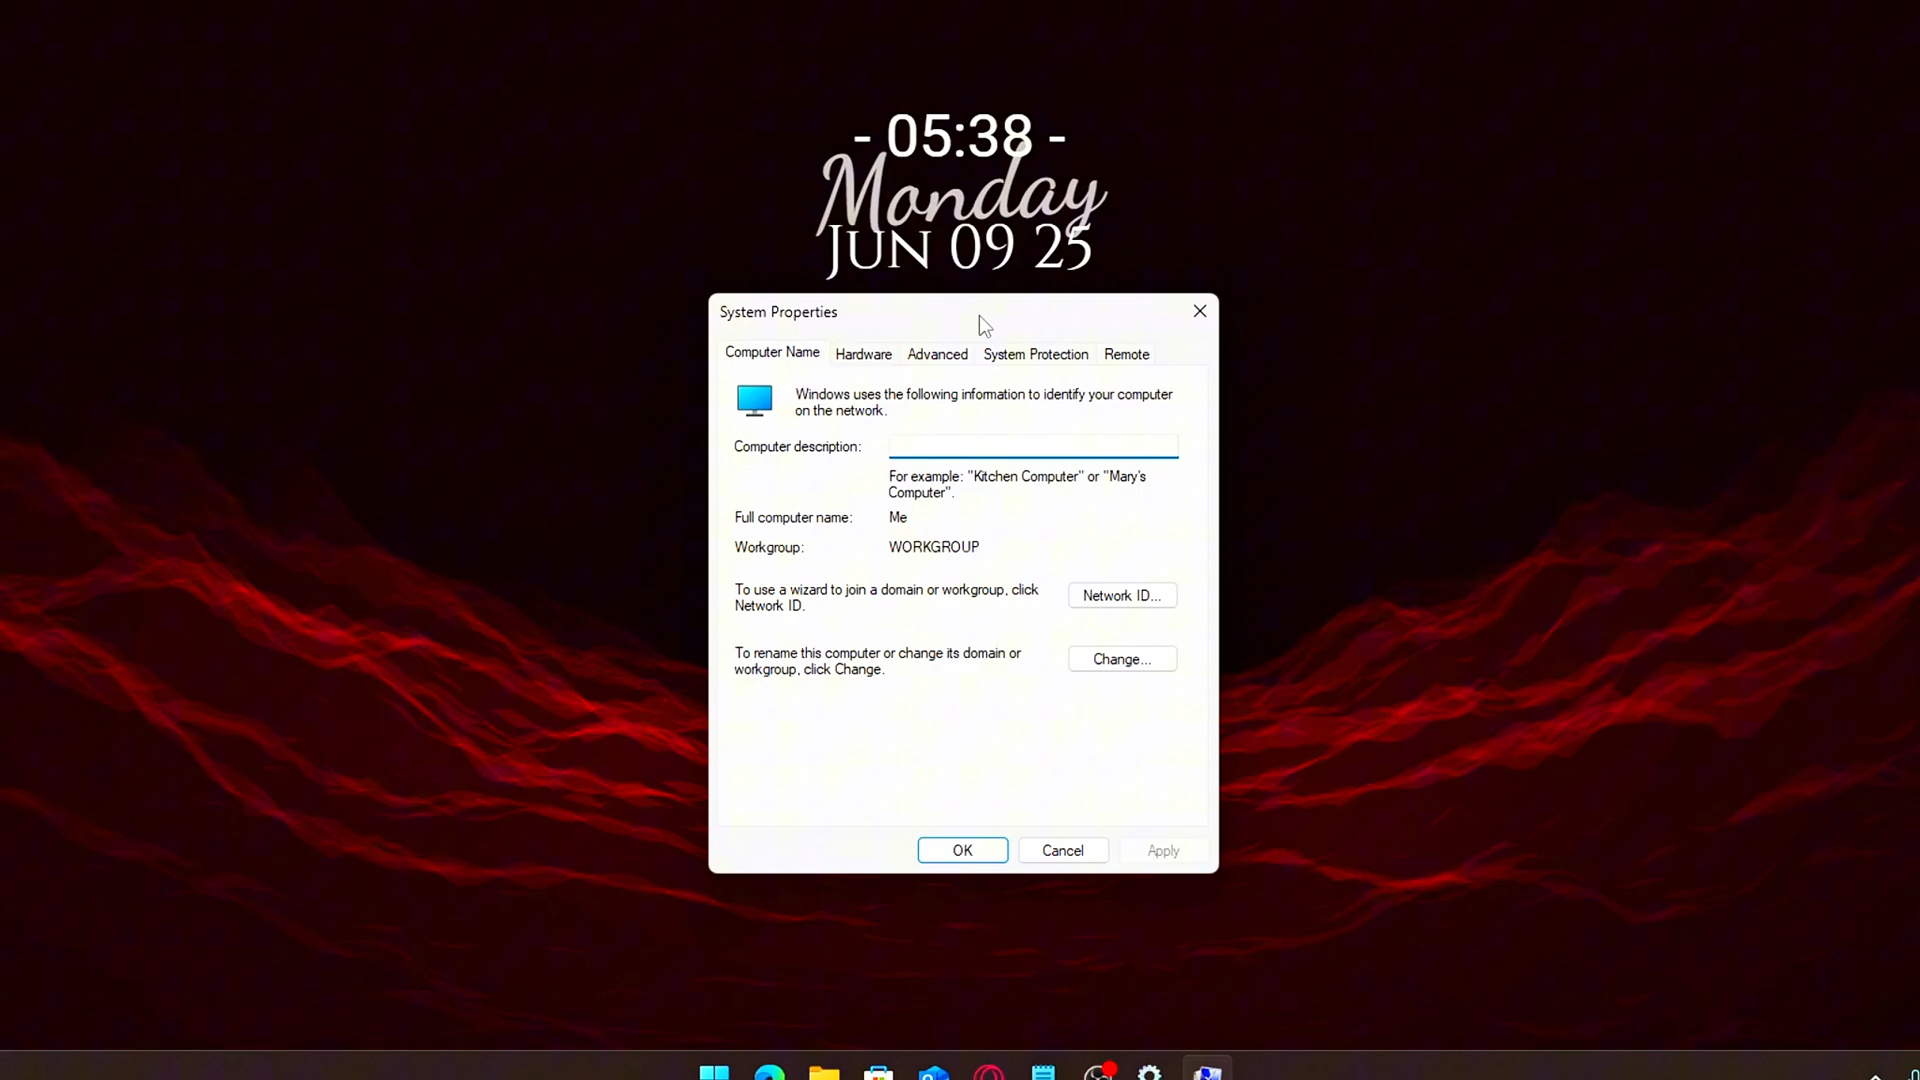 - 05:38 -
Monday
JUN 09 25
System Properties
Computer Name Hardware Advanced System Protection Remote
Windows uses the following information to identify your computer
on the network.
Computer description:
For example: "Kitchen Computer" or "Mary's
Computer".
Full computer name: Me
Workgroup: WORKGROUP
To use a wizard to join a domain or workgroup, click
Network ID.
Network ID...
To rename this computer or change its domain or
workgroup, click Change.
Change...
OK Cancel Apply